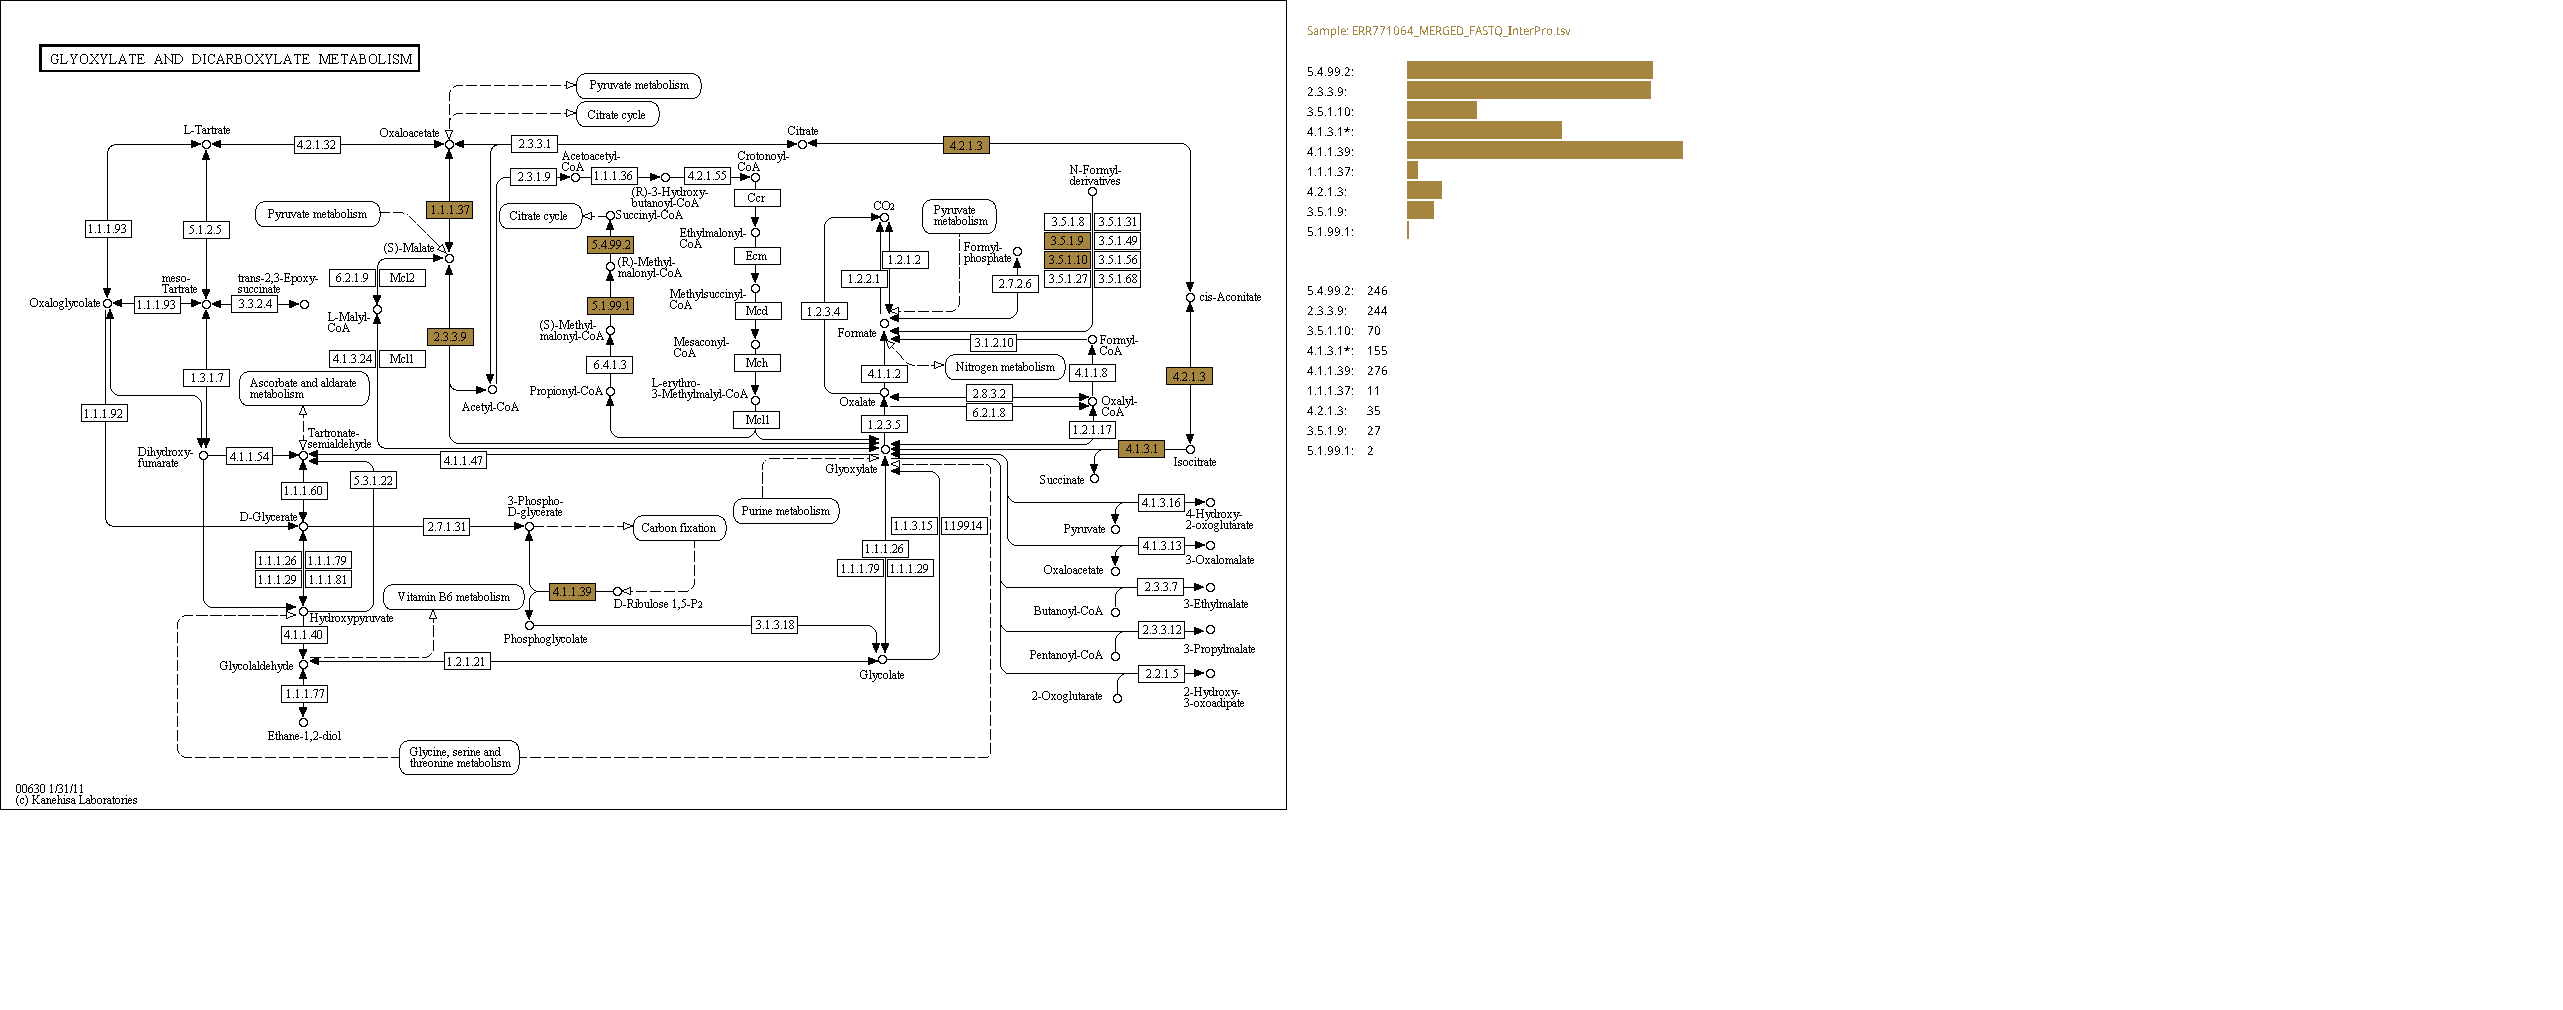 GLYOXYLATE AND DICARBOXYLATE METABOLISM
Pyruvate metabolism
Citrate cycle
L-Tartrate
4.2.1.32
Oxaloacetate
2.3.3.1
Citrate
4.2.1.3
2.3.1.9
Acetoacetyl-
CoA
1.1.1.36
(R)-3-Hydroxy-
butanoyl-CoA
4.2.1.55
Crotonoyl-
CoA
Ccr
Ethylmalonyl-
CoA
Ecm
Methylsuccinyl-
CoA
Mcd
Mesaconyl-
CoA
Mch
L-erythro-
3-Methylmalyl-CoA
Mcl1
Pyruvate metabolism
1.1.1.37
Citrate cycle
Succinyl-CoA
5.4.99.2
(R)-Methyl-
malonyl-CoA
5.1.99.1
(S)-Methyl-
malonyl-CoA
6.4.1.3
Propionyl-CoA
1.1.1.93
5.1.2.5
(S)-Malate
6.2.1.9
Mcl2
L-Malyl-
CoA
4.1.3.24
Mcl1
2.3.3.9
Acetyl-CoA
Oxaloglycolate
1.1.1.93
meso-
Tartrate
3.3.2.4
trans-2,3-Epoxy-
succinate
1.3.1.7
Ascorbate and aldarate
metabolism
1.1.1.92
CO2
Pyruvate
metabolism
1.2.1.2
1.2.2.1
1.2.3.4
Formyl-
phosphate
2.7.2.6
N-Formyl-
derivatives
3.5.1.8
3.5.1.31
3.5.1.9
3.5.1.49
3.5.1.10
3.5.1.56
3.5.1.27
3.5.1.68
cis-Aconitate
Formate
3.1.2.10
Formyl-
CoA
Nitrogen metabolism
4.1.1.2
4.1.1.8
4.2.1.3
Oxalate
2.8.3.2
6.2.1.8
Oxalyl-
CoA
1.2.3.5
1.2.1.17
Dihydroxy-
fumarate
4.1.1.54
Tartronate-
semialdehyde
4.1.1.47
Glyoxylate
4.1.3.1
Isocitrate
Succinate
5.3.1.22
1.1.1.60
D-Glycerate
2.7.1.31
3-Phospho-
D-glycerate
Carbon fixation
Purine metabolism
1.1.3.15
1.199.14
1.1.1.26
1.1.1.79
1.1.1.29
4.1.3.16
4-Hydroxy-
2-oxoglutarate
Pyruvate
4.1.3.13
3-Oxalomalate
Oxaloacetate
2.3.3.7
3-Ethylmalate
Butanoyl-CoA
2.3.3.12
3-Propylmalate
Pentanoyl-CoA
2.2.1.5
2-Hydroxy-
3-oxoadipate
2-Oxoglutarate
1.1.1.26
1.1.1.79
1.1.1.29
1.1.1.81
Vitamin B6 metabolism
4.1.1.39
D-Ribulose 1,5-P2
Hydroxypyruvate
4.1.1.40
Phosphoglycolate
3.1.3.18
Glycolaldehyde
1.2.1.21
Glycolate
1.1.1.77
Ethane-1,2-diol
Glycine, serine and
threonine metabolism
00630 1/31/11
(c) Kanehisa Laboratories
Sample: ERR771064_MERGED_FASTQ_InterPro.tsv
5.4.99.2:
2.3.3.9:
3.5.1.10:
4.1.3.1*:
4.1.1.39:
1.1.1.37:
4.2.1.3:
3.5.1.9:
5.1.99.1:
5.4.99.2: 246
2.3.3.9: 244
3.5.1.10: 70
4.1.3.1*: 155
4.1.1.39: 276
1.1.1.37: 11
4.2.1.3: 35
3.5.1.9: 27
5.1.99.1: 2